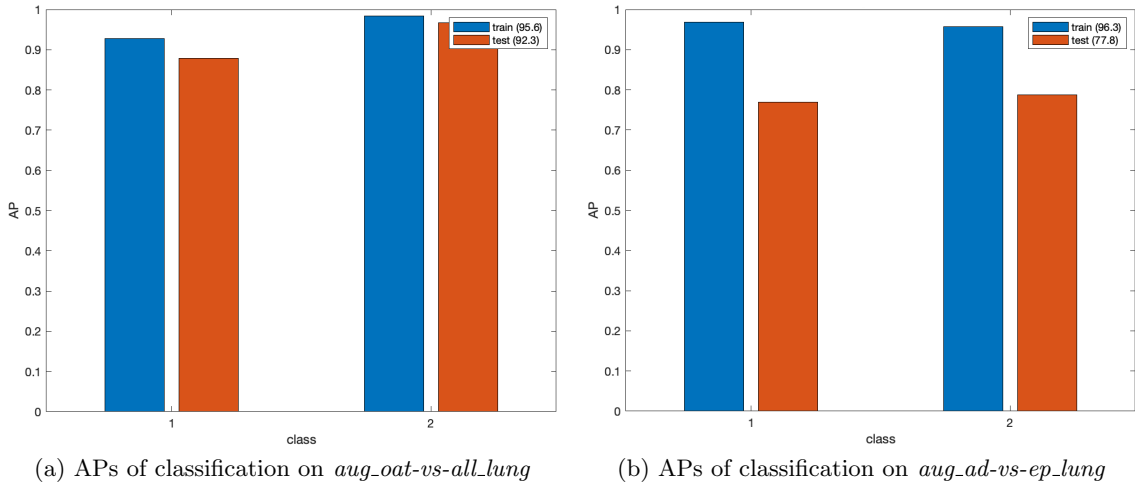 1
0.9
0.8
0.7
0.6
0.5
0.4
0.3
0.2
0.1
0
AP
1 2
class
train (95.6)
test (92.3)
(a) APs of classification on aug_oat-vs-all_lung
1
0.9
0.8
0.7
0.6
0.5
0.4
0.3
0.2
0.1
0
AP
1 2
class
train (96.3)
test (77.8)
(b) APs of classification on aug_ad-vs-ep_lung